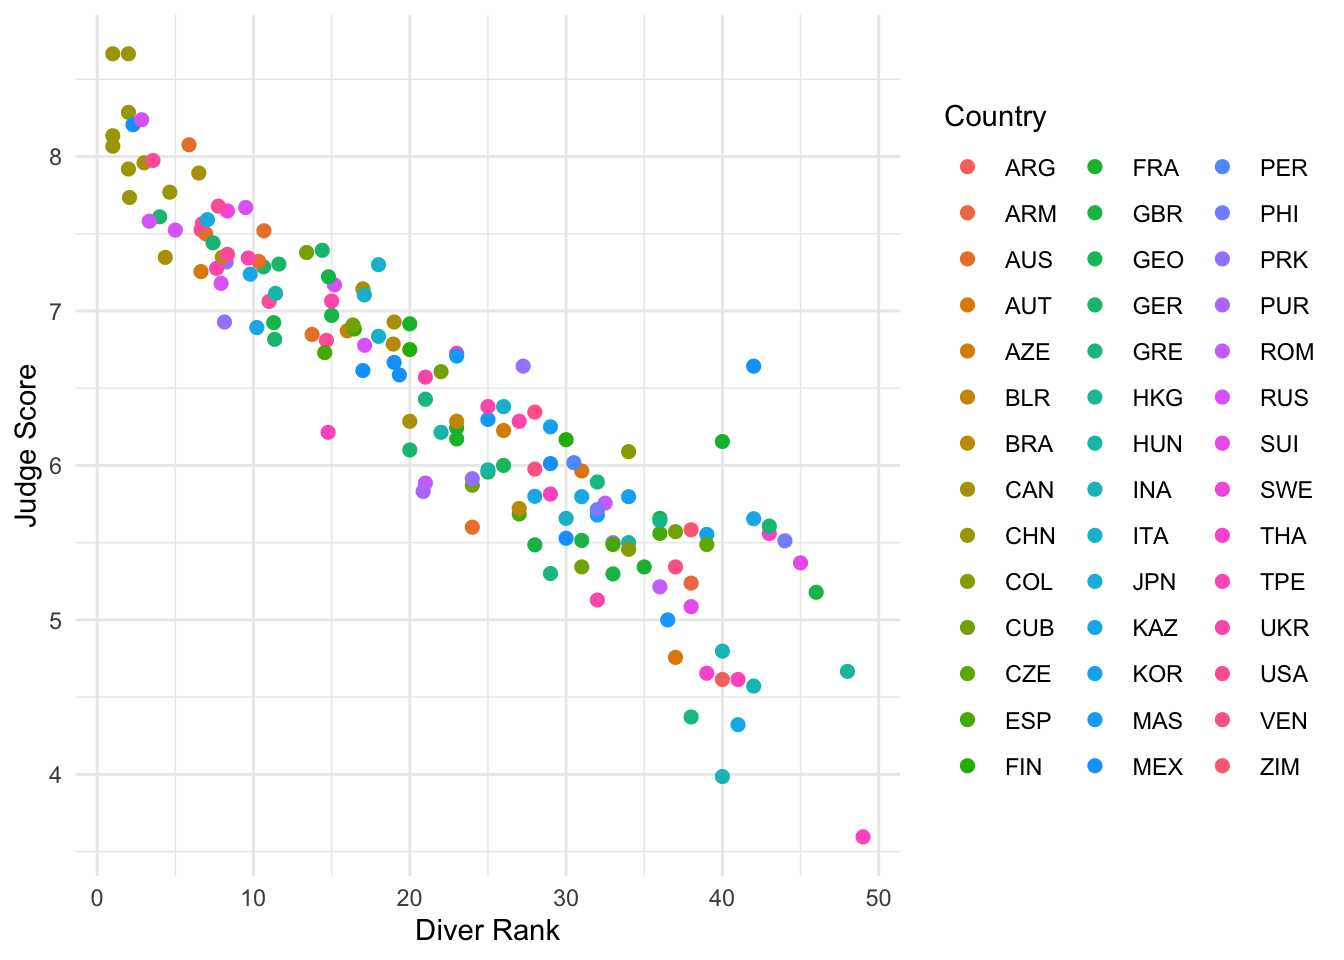 Country
ARG
ARM
AUS
AUT
AZE
BLR
BRA
CAN
CHN
COL
CUB
CZE
ESP
FIN
FRA
GBR
GEO
GER
GRE
HKG
HUN
INA
ITA
JPN
KAZ
KOR
MAS
MEX
PER
PHI
PRK
PUR
ROM
RUS
SUI
SWE
THA
TPE
UKR
USA
VEN
ZIM
Judge Score
8
7
6
5
4
0 10 20 30 40 50
Diver Rank